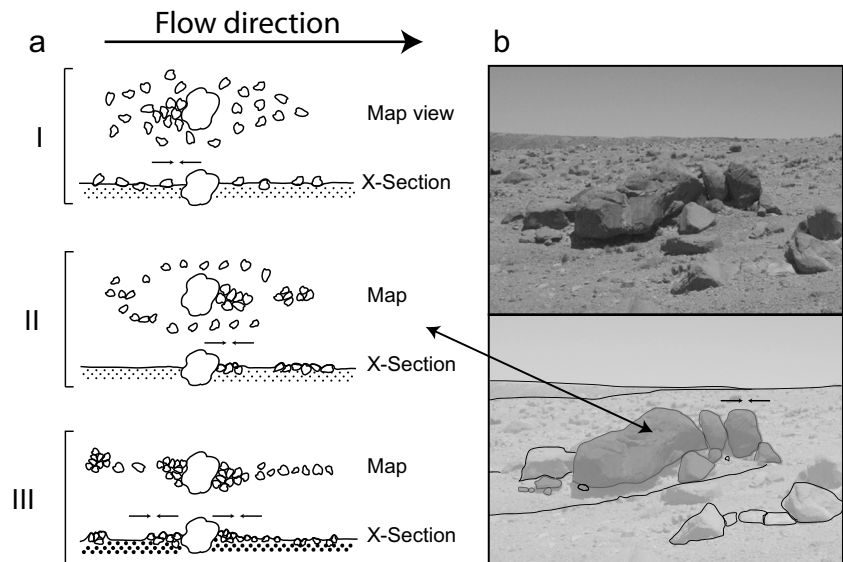 Flow direction
a
b
I
Map view
X-Section
II
Map
X-Section
III
Map
X-Section